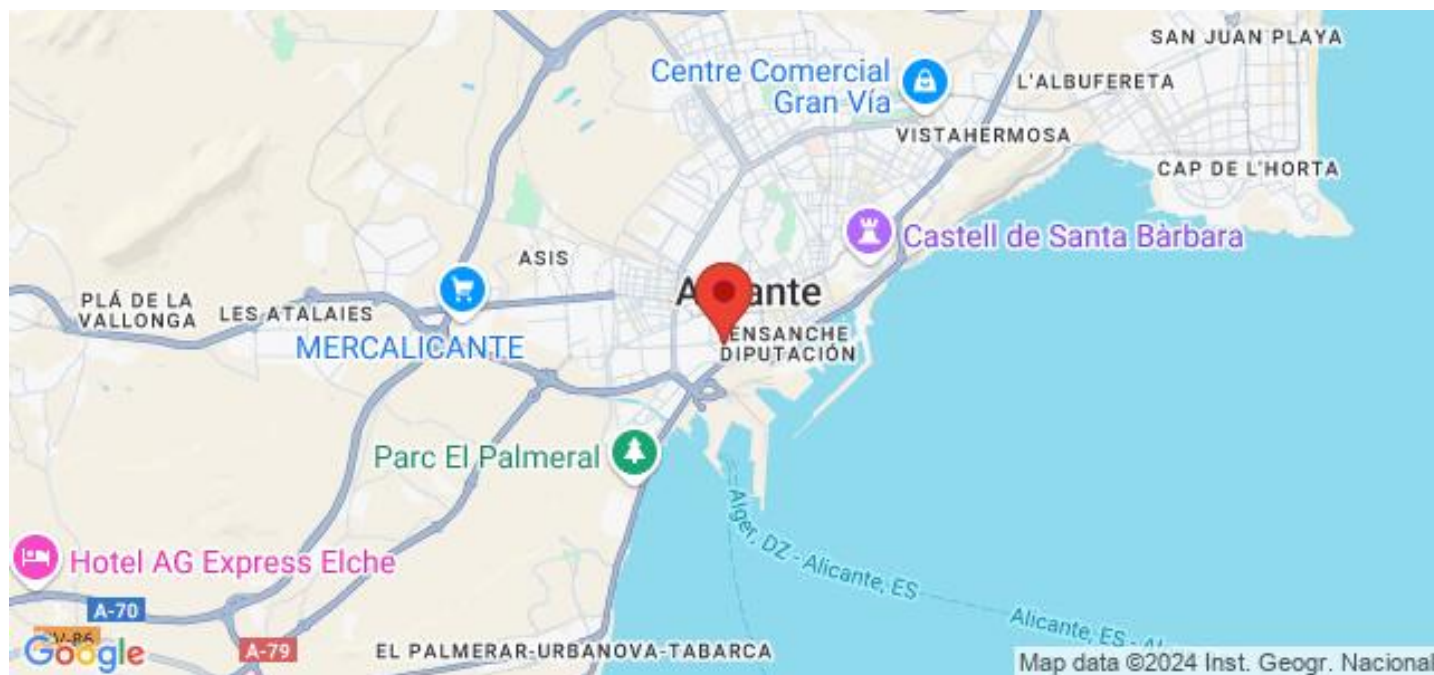 SAN JUAN PLAYA
Centre Comercial
Gran Vía
L'ALBUFERETA
VISTAHERMOSA
CAP DE L'HORTA
Castell de Santa Bàrbara
ASIS
PLÁ DE LA
VALLONGA
LES ATALAIES
MERCALICANTE
ENSANCHE
DIPUTACIÓN
Parc El Palmeral
Alger, DZ - Alicante, ES
Hotel AG Express Elche
A-70
A-79
Google
EL PALMERAR-URBANOVA-TABARCA
Alicante, ES -
Map data ©2024 Inst. Geogr. Nacional